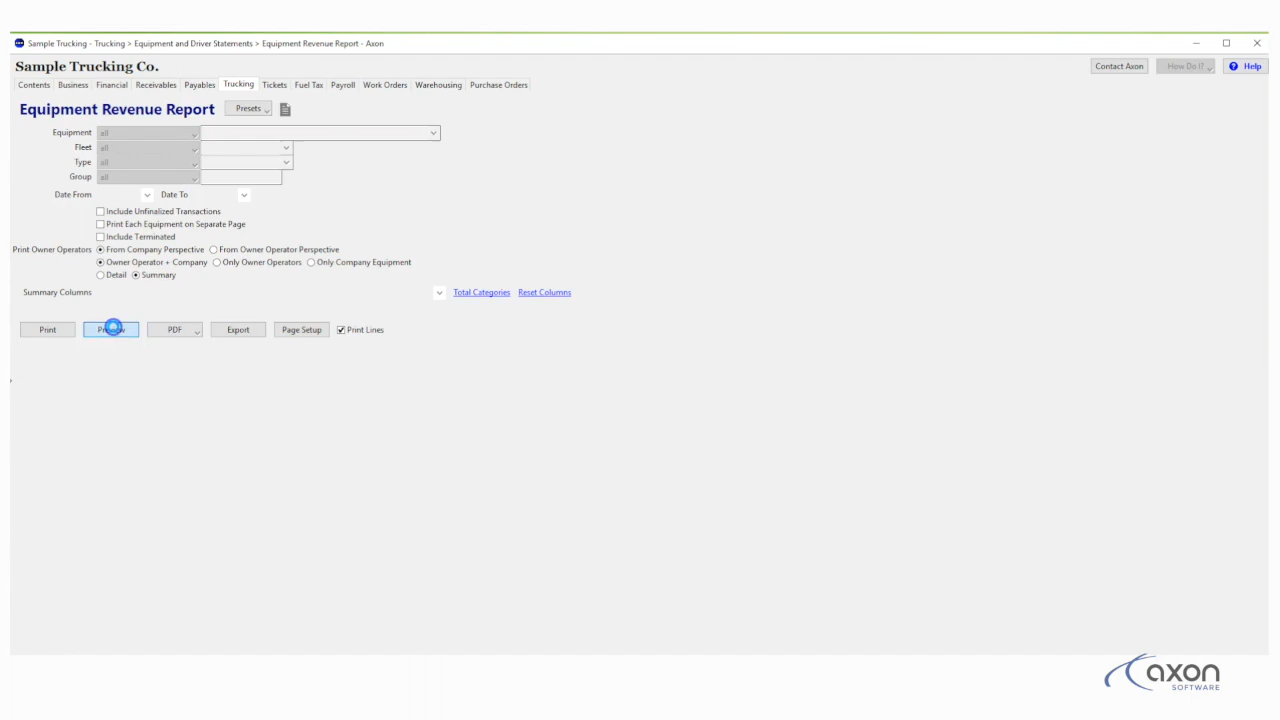 Sample Trucking - Trucking > Equipment and Driver Statements > Equipment Revenue Report - Axon
Sample Trucking Co.
Contact Axon How Do I? Help
Contents Business Financial Receivables Payables Trucking Tickets Fuel Tax Payroll Work Orders Warehousing Purchase Orders
Equipment Revenue Report Presets
Equipment all
Fleet all
Type all
Group all
Date From Date To
Include Unfinalized Transactions
Print Each Equipment on Separate Page
Include Terminated
Print Owner Operators From Company Perspective From Owner Operator Perspective
Owner Operator + Company Only Owner Operators Only Company Equipment
Detail Summary
Summary Columns Total Categories Reset Columns
Print PDF Export Page Setup Print Lines
axon
SOFTWARE